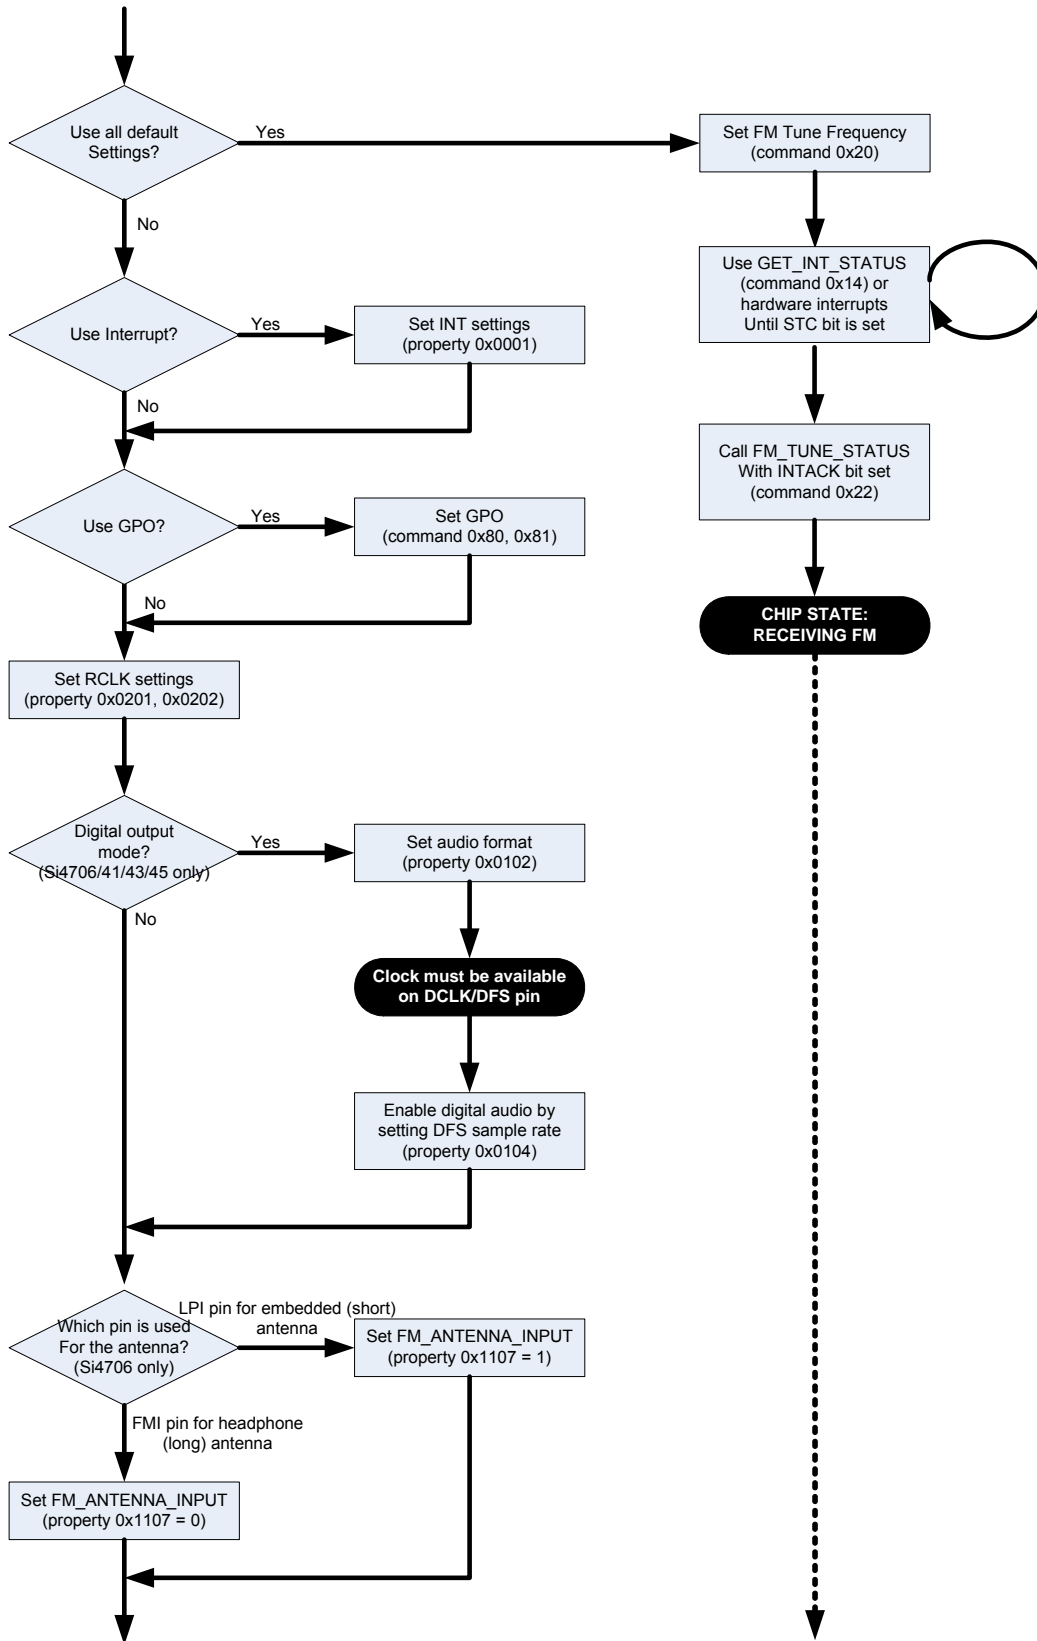 Use all default
Settings?
Yes
No
Set FM Tune Frequency
(command 0x20)
Use GET_INT_STATUS
(command 0x14) or
hardware interrupts
Until STC bit is set
Use Interrupt?
Yes
No
Set INT settings
(property 0x0001)
Call FM_TUNE_STATUS
With INTACK bit set
(command 0x22)
Use GPO?
Yes
No
Set GPO
(command 0x80, 0x81)
CHIP STATE:
RECEIVING FM
Set RCLK settings
(property 0x0201, 0x0202)
Digital output
mode?
(Si4706/41/43/45 only)
Yes
No
Set audio format
(property 0x0102)
Clock must be available
on DCLK/DFS pin
Enable digital audio by
setting DFS sample rate
(property 0x0104)
Which pin is used
For the antenna?
(Si4706 only)
LPI pin for embedded (short)
antenna
Set FM_ANTENNA_INPUT
(property 0x1107 = 1)
FMI pin for headphone
(long) antenna
Set FM_ANTENNA_INPUT
(property 0x1107 = 0)